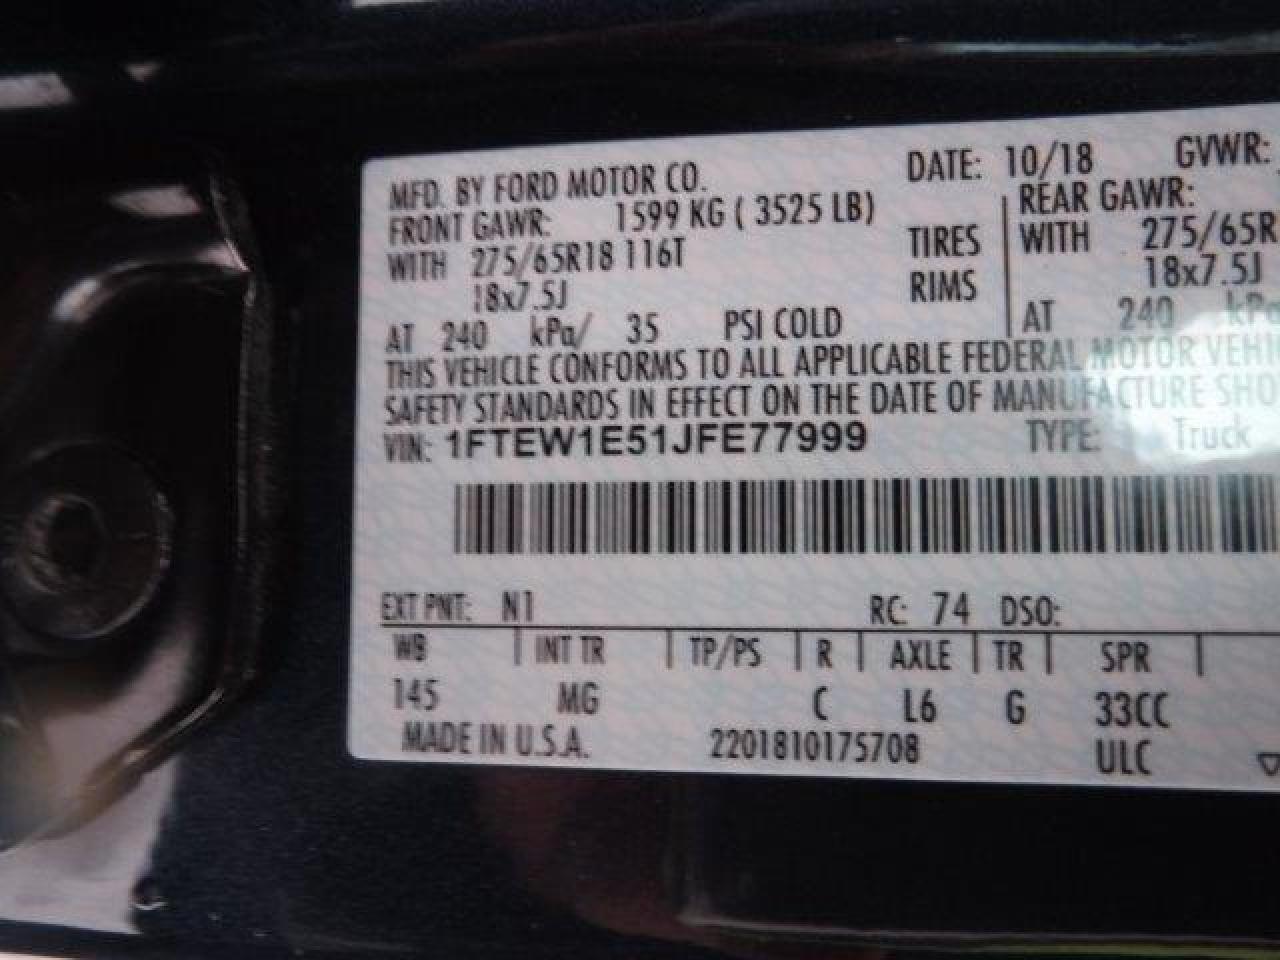 MFD. BY FORD MOTOR CO. DATE: 10/18 GVWR:
FRONT GAWR: 1599 KG ( 3525 LB) REAR GAWR:
WITH 275/65R18 116T TIRES WITH 275/65R
18x7.5J RIMS 18x7.5J
AT 240 kPa/ 35 PSI COLD AT 240 kPa
THIS VEHICLE CONFORMS TO ALL APPLICABLE FEDERAL MOTOR VEHI
SAFETY STANDARDS IN EFFECT ON THE DATE OF MANUFACTURE SHO
VIN: 1FTEW1E51JFE77999 TYPE: Truck
EXT PNT: N1 RC: 74 DSO:
WB INT TR TP/PS R AXLE TR SPR
145 MG C L6 G 33CC
MADE IN U.S.A. 2201810175708 ULC